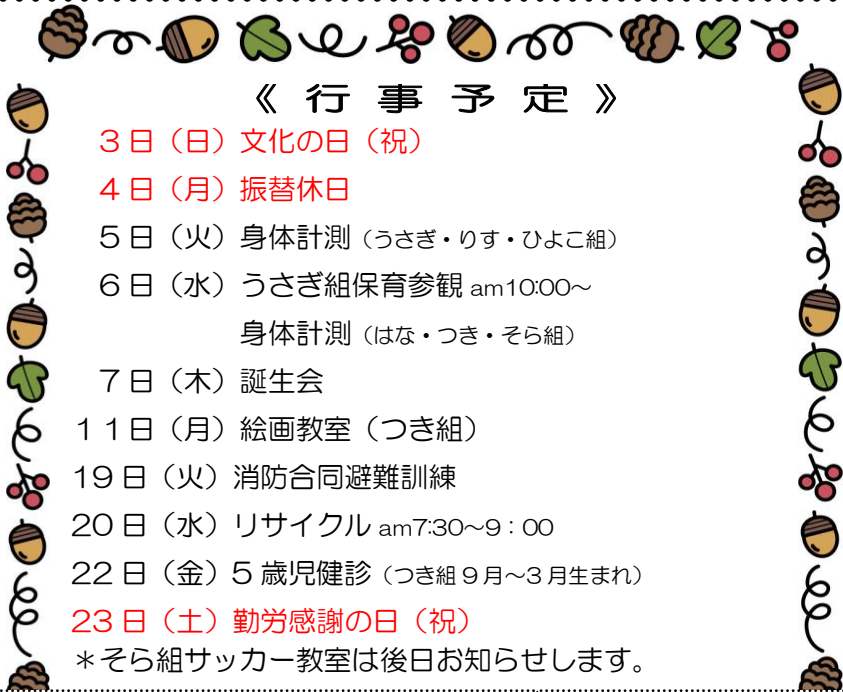 《 行 事 予 定 》
3日（日）文化の日（祝）
4日（月）振替休日
5日（火）身体計測（うさぎ・りす・ひよこ組）
6日（水）うさぎ組保育参観 am10:00～
身体計測（はな・つき・そら組）
7日（木）誕生会
11日（月）絵画教室（つき組）
19日（火）消防合同避難訓練
20日（水）リサイクル am7:30～9：00
22日（金）5歳児健診（つき組9月～3月生まれ）
23日（土）勤労感謝の日（祝）
＊そら組サッカー教室は後日お知らせします。